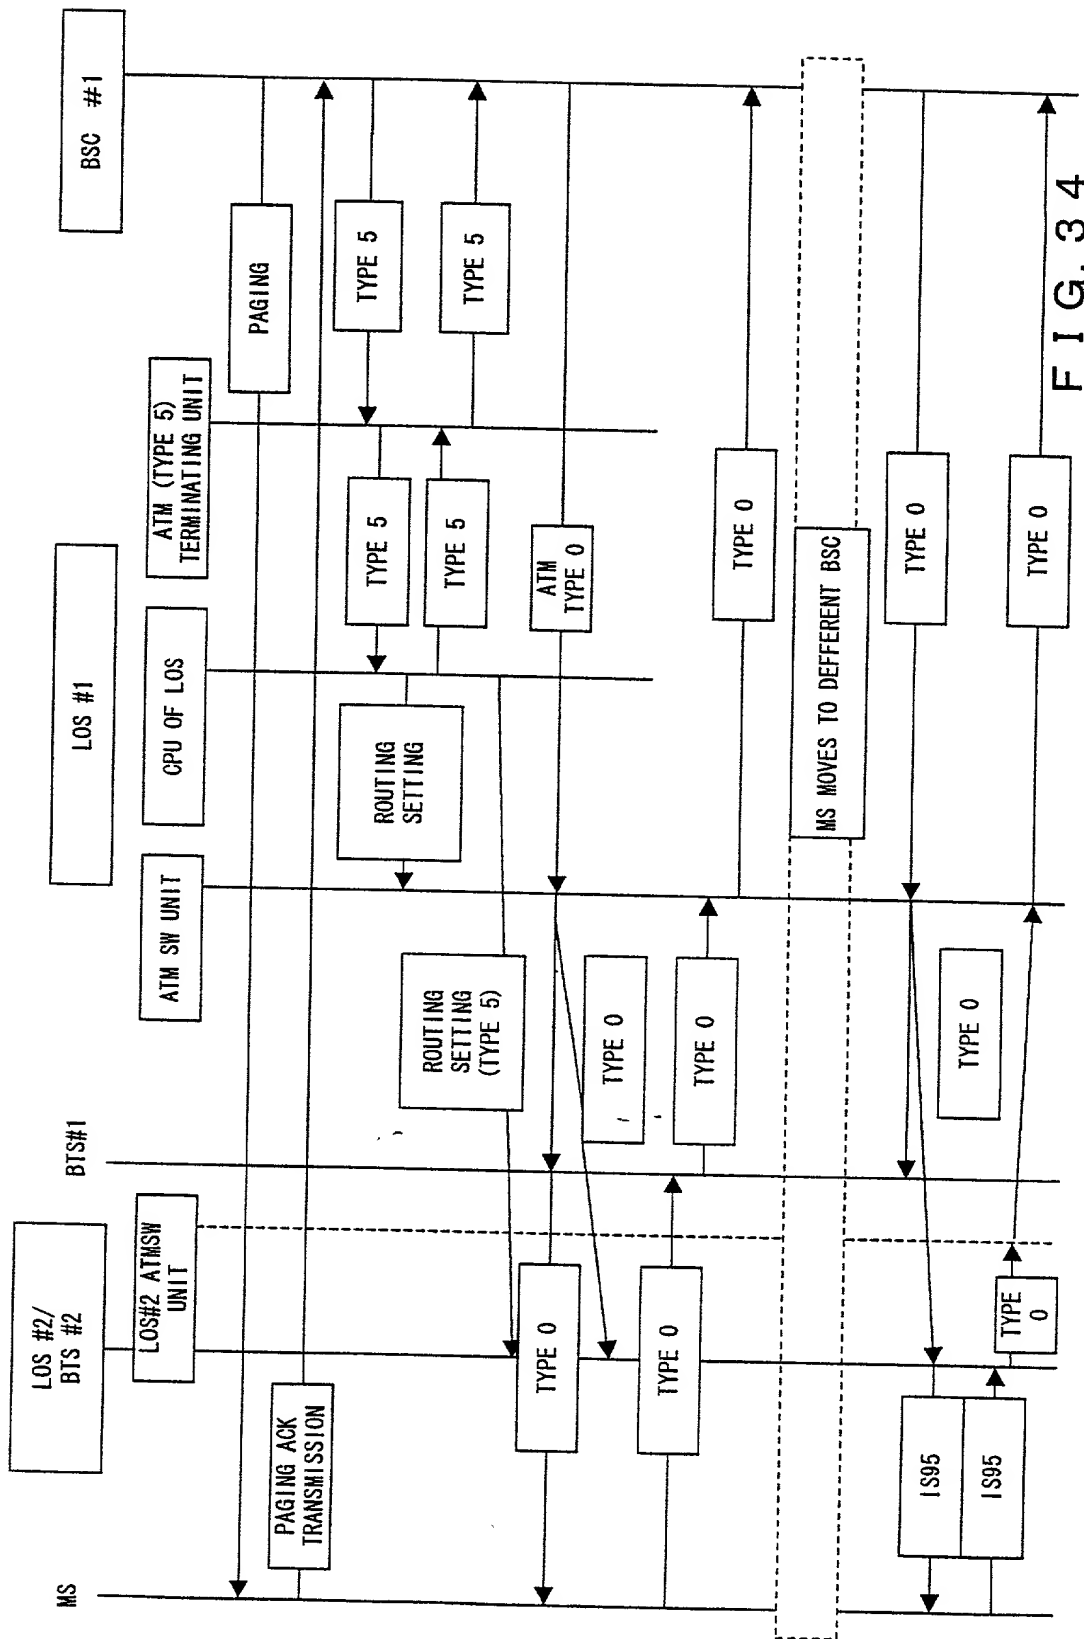 MS
LOS #2/
BTS #2
LOS#2 ATMSW
UNIT
BTS#1
LOS #1
ATM SW UNIT
CPU OF LOS
ATM (TYPE 5)
TERMINATING UNIT
BSC #1
PAGING
PAGING ACK
TRANSMISSION
TYPE 5
TYPE 5
ROUTING
SETTING
TYPE 5
TYPE 5
ROUTING
SETTING
(TYPE 5)
ATM
TYPE 0
TYPE 0
TYPE 0
TYPE 0
TYPE 0
TYPE 0
MS MOVES TO DEFFERENT BSC
TYPE 0
TYPE 0
IS95
IS95
TYPE
0
TYPE 0
FIG. 34